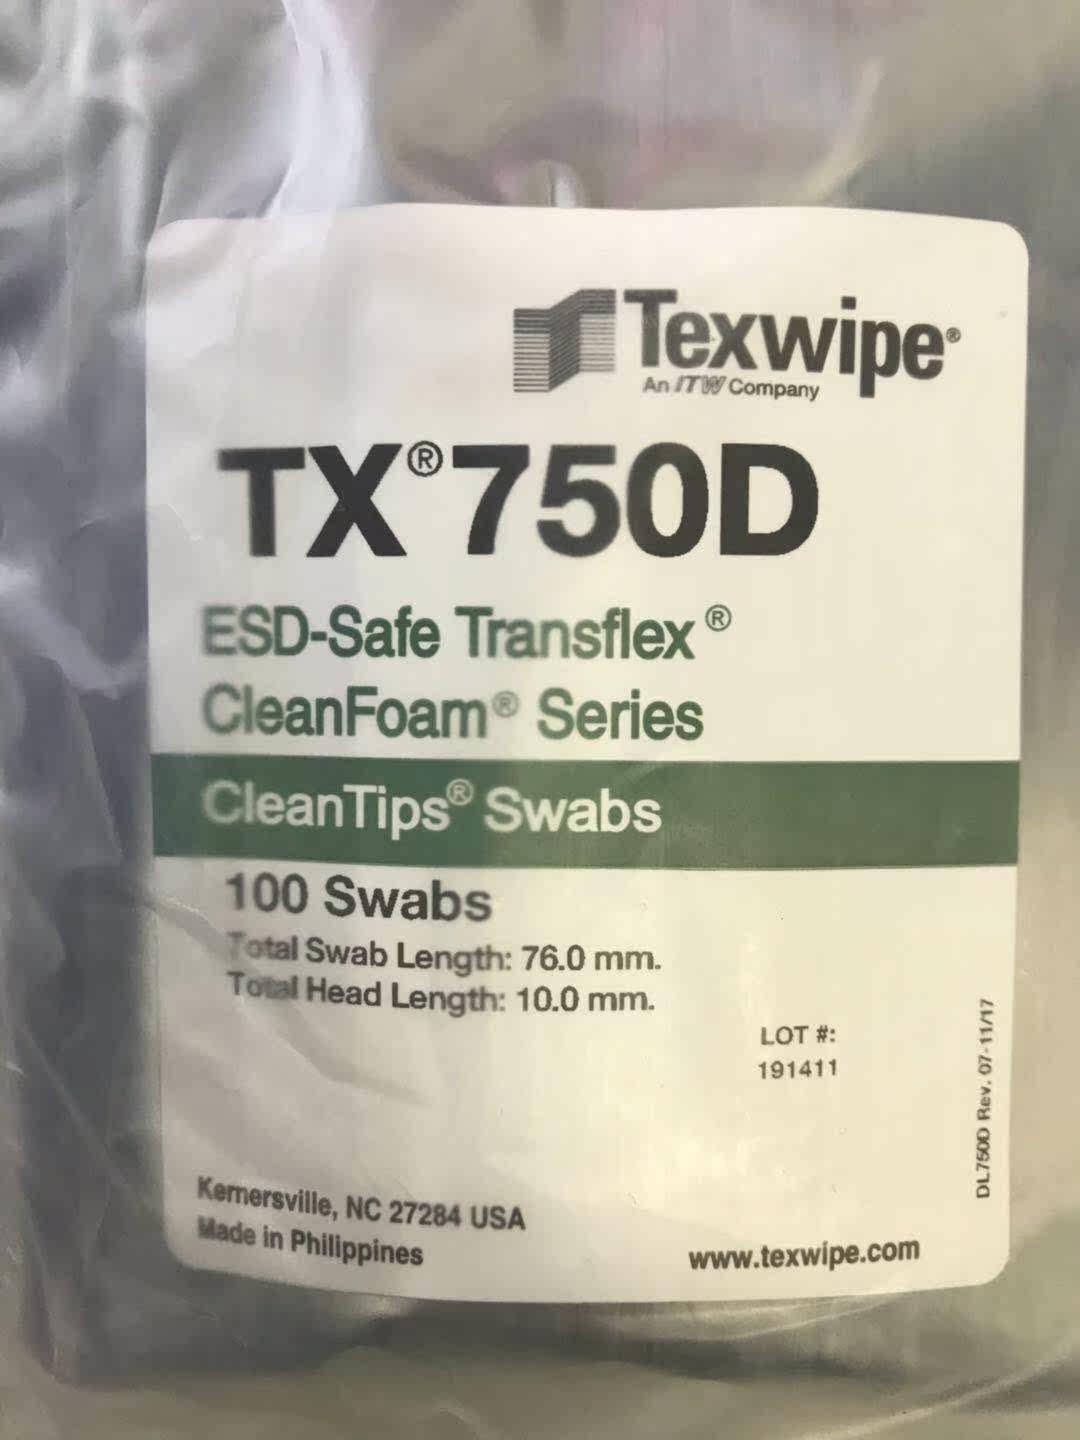 Texwipe®
An ITW Company
TX®750D
ESD-Safe Transflex®
CleanFoam® Series
CleanTips® Swabs
100 Swabs
Total Swab Length: 76.0 mm.
Total Head Length: 10.0 mm.
LOT #:
191411
DL750D Rev. 07-11/17
Kernersville, NC 27284 USA
Made in Philippines
www.texwipe.com